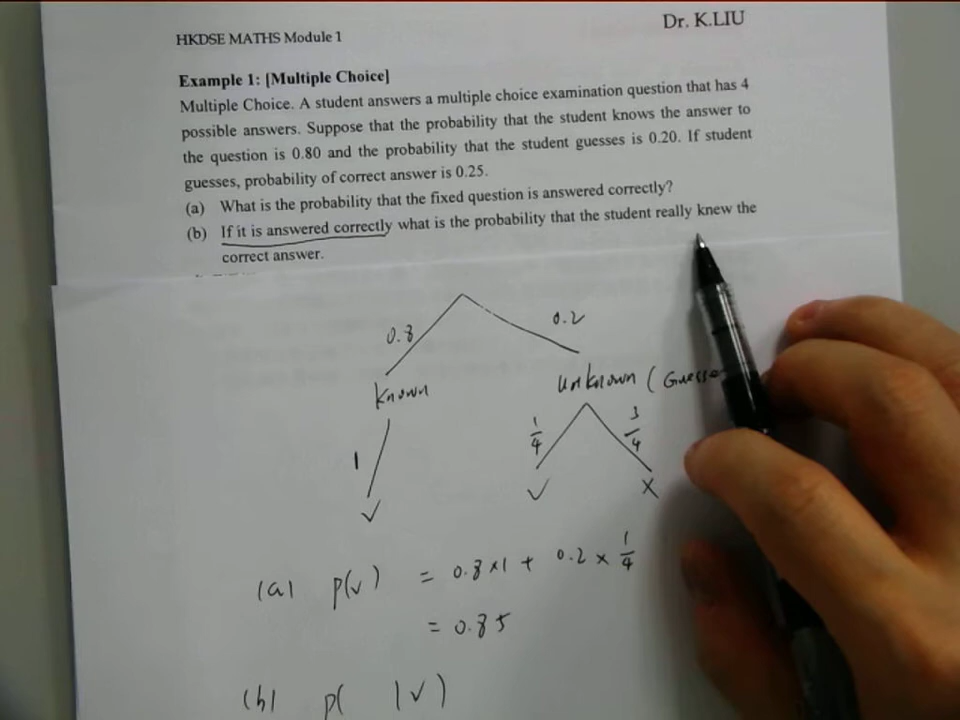 Dr. K.LIU
HKDSE MATHS Module 1
Example 1: [Multiple Choice]
Multiple Choice. A student answers a multiple choice examination question that has 4
possible answers. Suppose that the probability that the student knows the answer to
the question is 0.80 and the probability that the student guesses is 0.20. If student
guesses, probability of correct answer is 0.25.
(a) What is the probability that the fixed question is answered correctly?
(b) If it is answered correctly what is the probability that the student really knew the
correct answer.
0.8 0.2
Known Unknown (Guess
1 1/4 3/4
✓ ✓ X
(a) P(✓) = 0.8×1 + 0.2 × 1/4
= 0.85
(b) P( |✓)